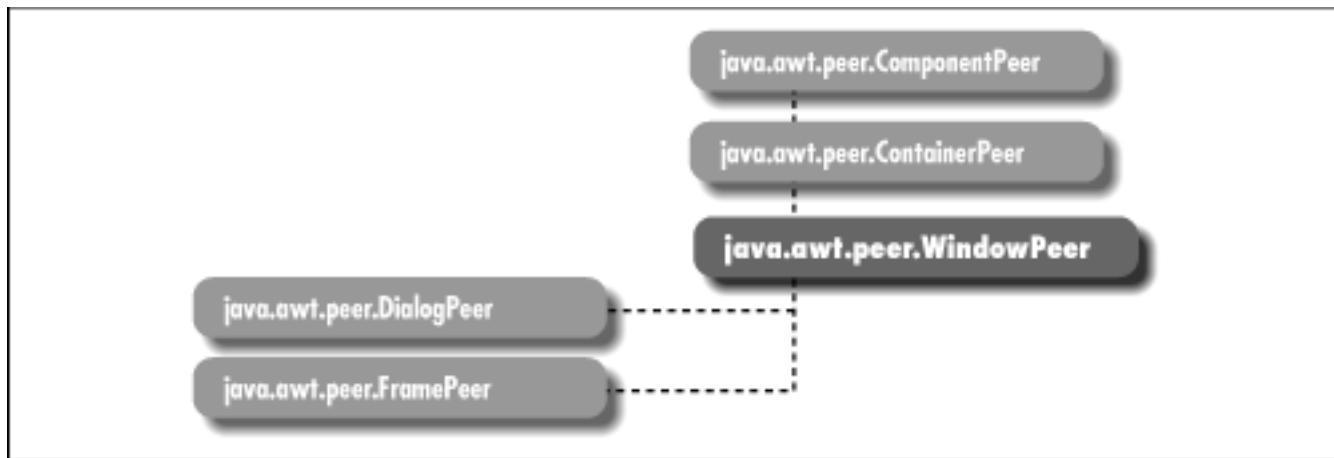 java.awt.peer.ComponentPeer
java.awt.peer.ContainerPeer
java.awt.peer.WindowPeer
java.awt.peer.DialogPeer
java.awt.peer.FramePeer